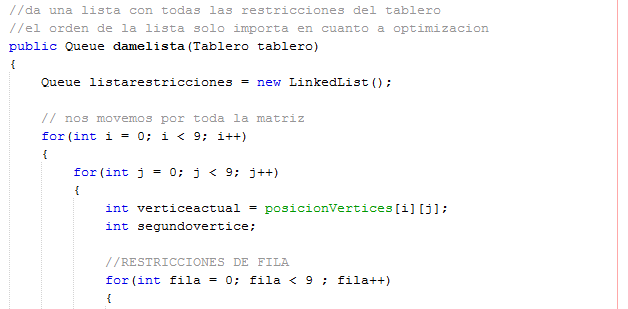 //da una lista con todas las restricciones del tablero
//el orden de la lista solo importa en cuanto a optimizacion
public Queue damelista(Tablero tablero)
{
    Queue listarestricciones = new LinkedList();

    // nos movemos por toda la matriz
    for(int i = 0; i < 9; i++)
    {
        for(int j = 0; j < 9; j++)
        {
            int verticeactual = posicionVertices[i][j];
            int segundovertice;

            //RESTRICCIONES DE FILA
            for(int fila = 0; fila < 9 ; fila++)
            {